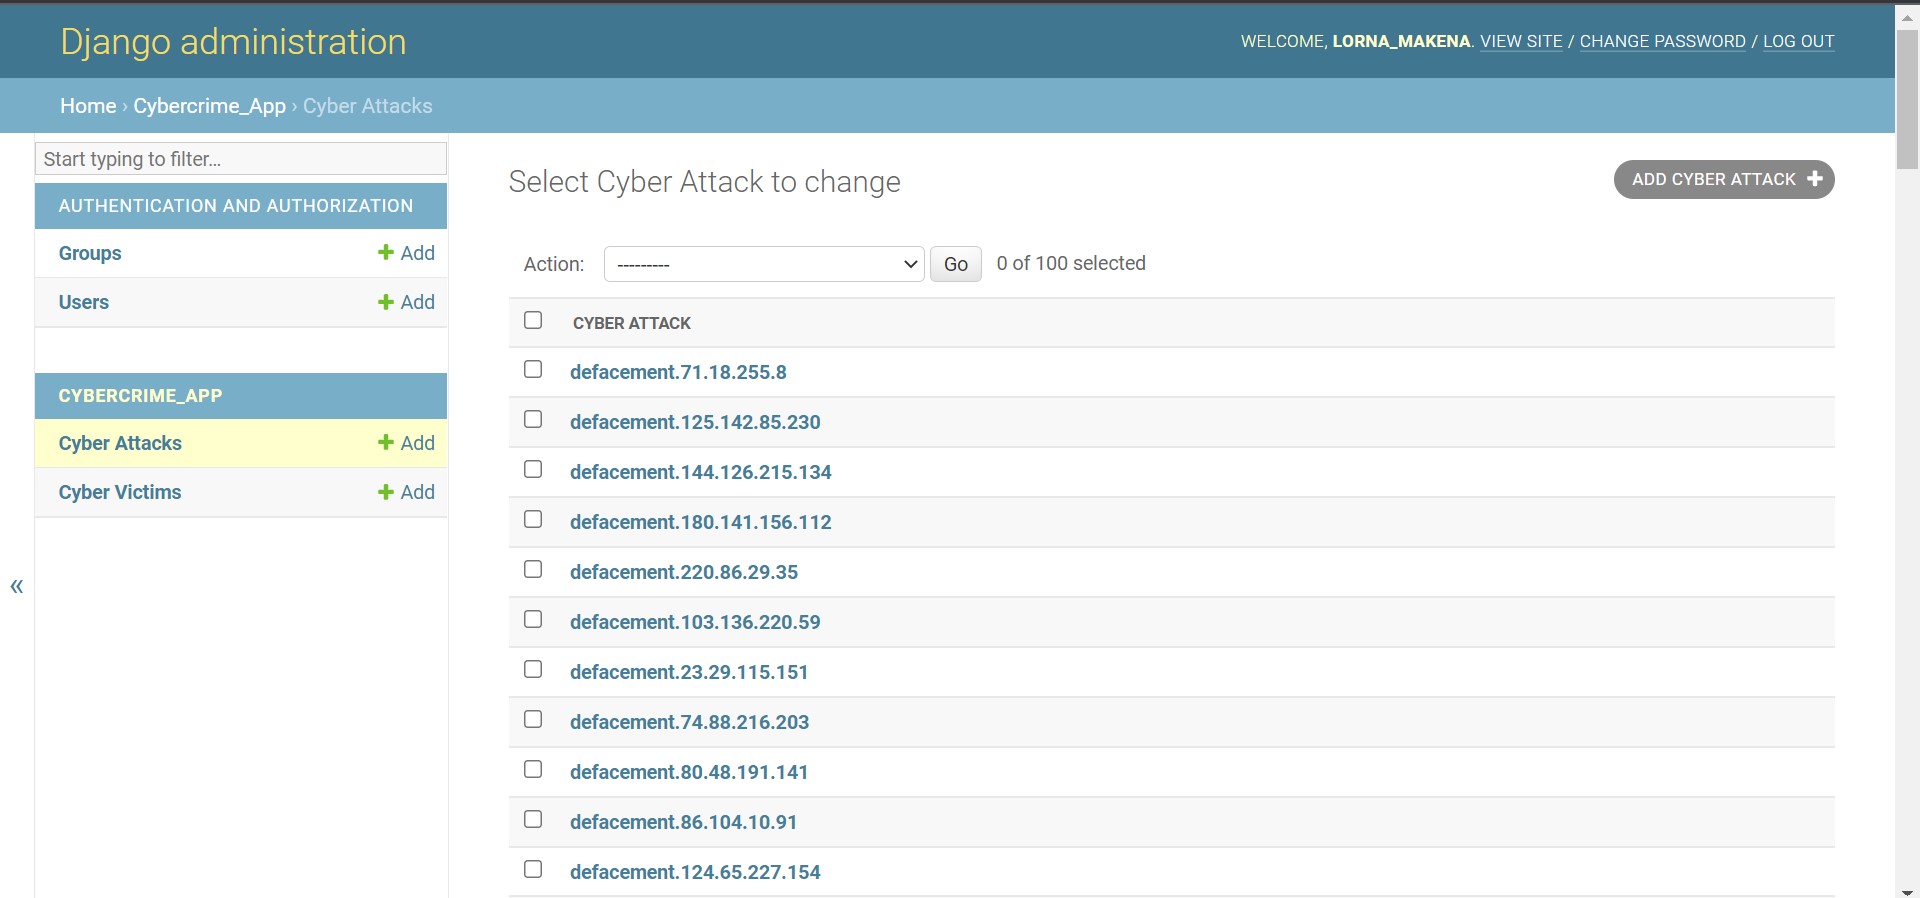 Django administration
WELCOME, LORNA_MAKENA. VIEW SITE / CHANGE PASSWORD / LOG OUT
Home › Cybercrime_App › Cyber Attacks
Start typing to filter...
AUTHENTICATION AND AUTHORIZATION
Groups + Add
Users + Add
CYBERCRIME_APP
Cyber Attacks + Add
Cyber Victims + Add
«
Select Cyber Attack to change
ADD CYBER ATTACK +
Action: --------- Go 0 of 100 selected
CYBER ATTACK
defacement.71.18.255.8
defacement.125.142.85.230
defacement.144.126.215.134
defacement.180.141.156.112
defacement.220.86.29.35
defacement.103.136.220.59
defacement.23.29.115.151
defacement.74.88.216.203
defacement.80.48.191.141
defacement.86.104.10.91
defacement.124.65.227.154